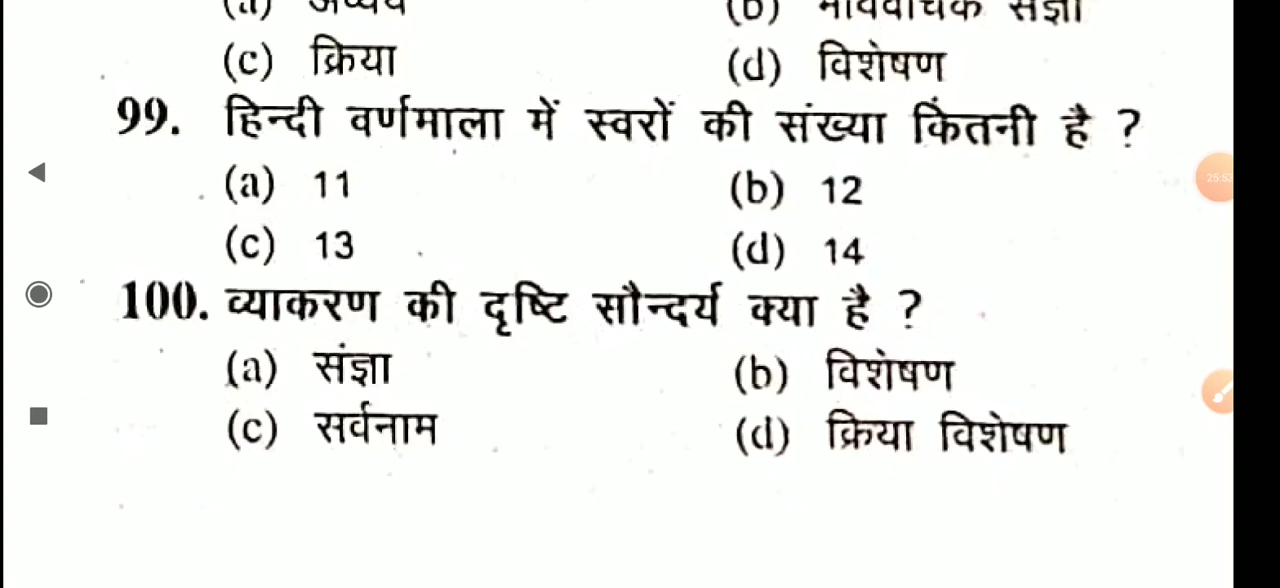 (c) क्रिया (d) विशेषण
99. हिन्दी वर्णमाला में स्वरों की संख्या कितनी है ?
(a) 11 (b) 12
(c) 13 (d) 14
100. व्याकरण की दृष्टि सौन्दर्य क्या है ?
(a) संज्ञा (b) विशेषण
(c) सर्वनाम (d) क्रिया विशेषण